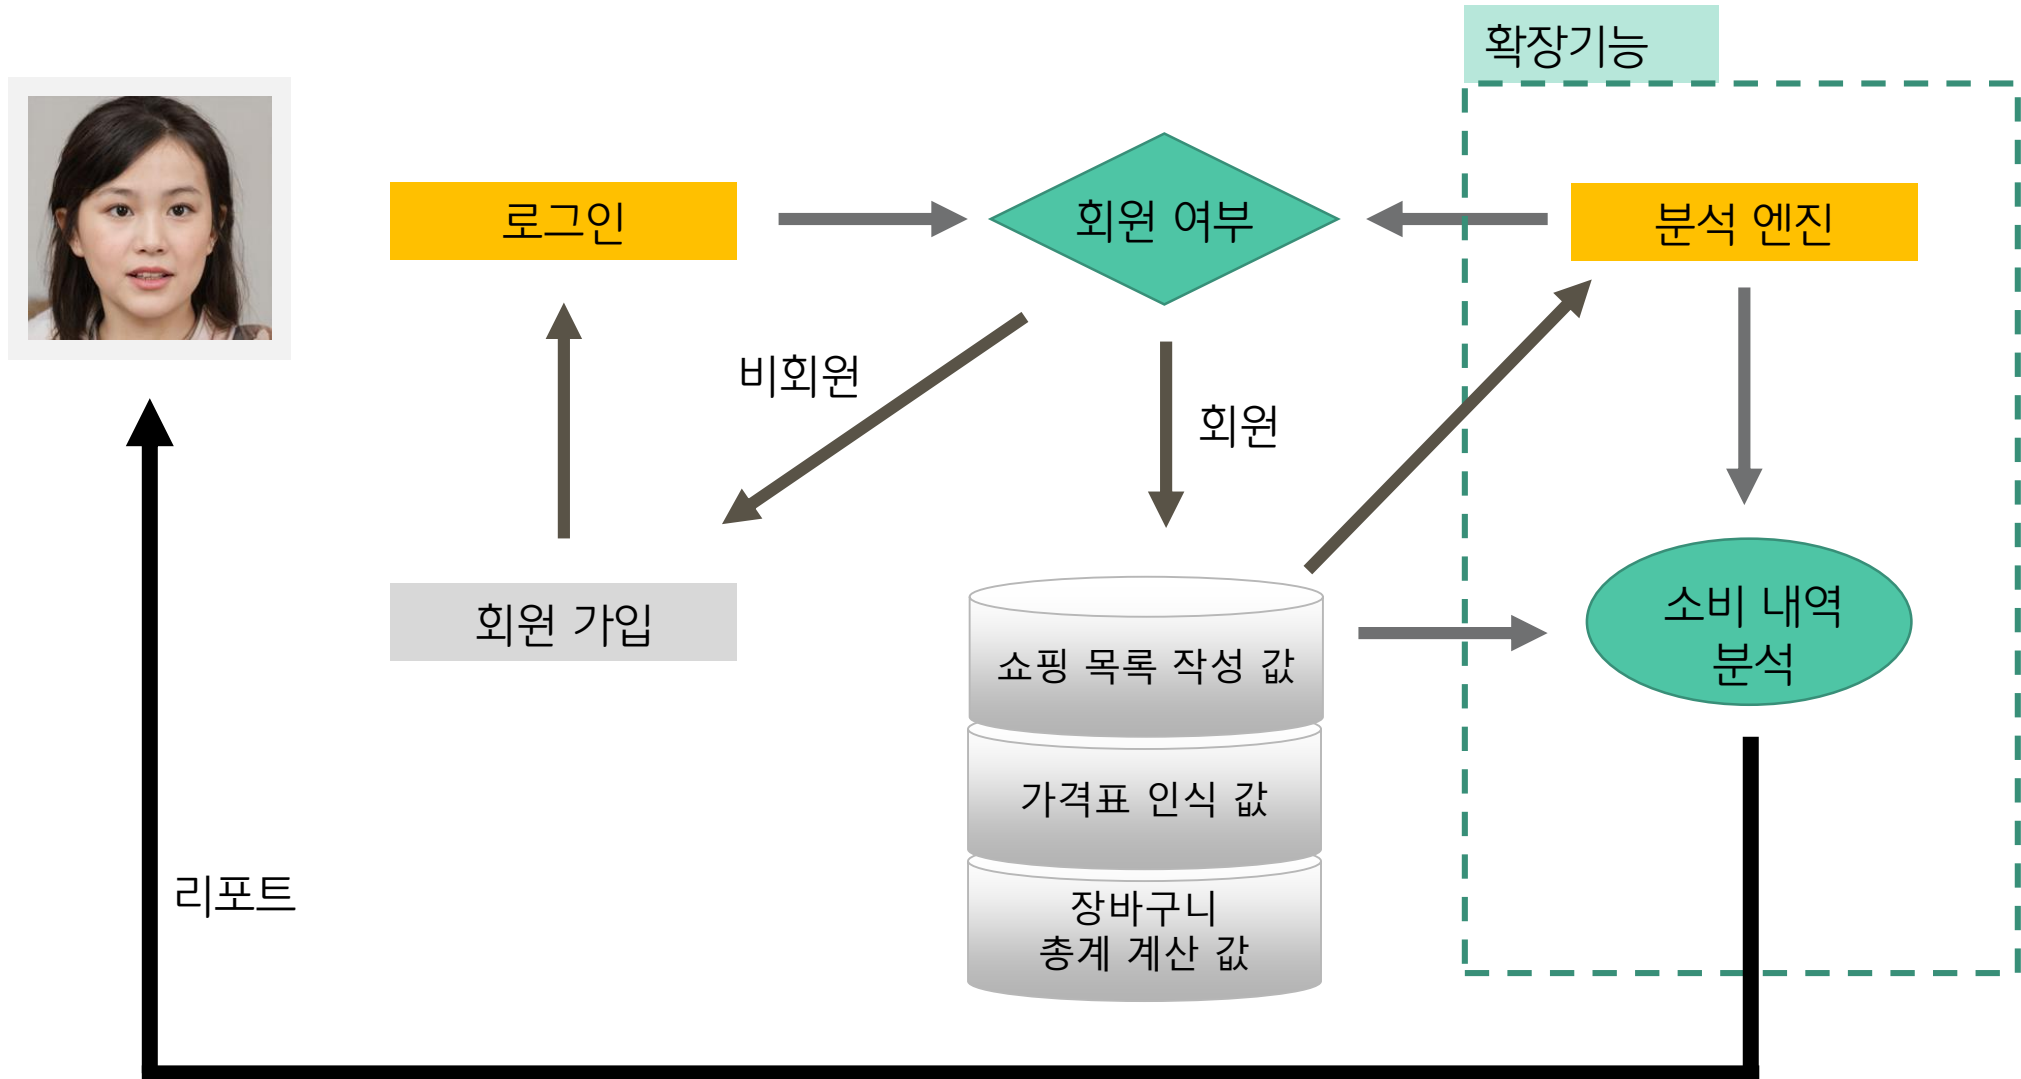 확장기능
로그인
회원 여부
분석 엔진
비회원
회원
회원 가입
쇼핑 목록 작성 값
소비 내역
분석
가격표 인식 값
장바구니
총계 계산 값
리포트